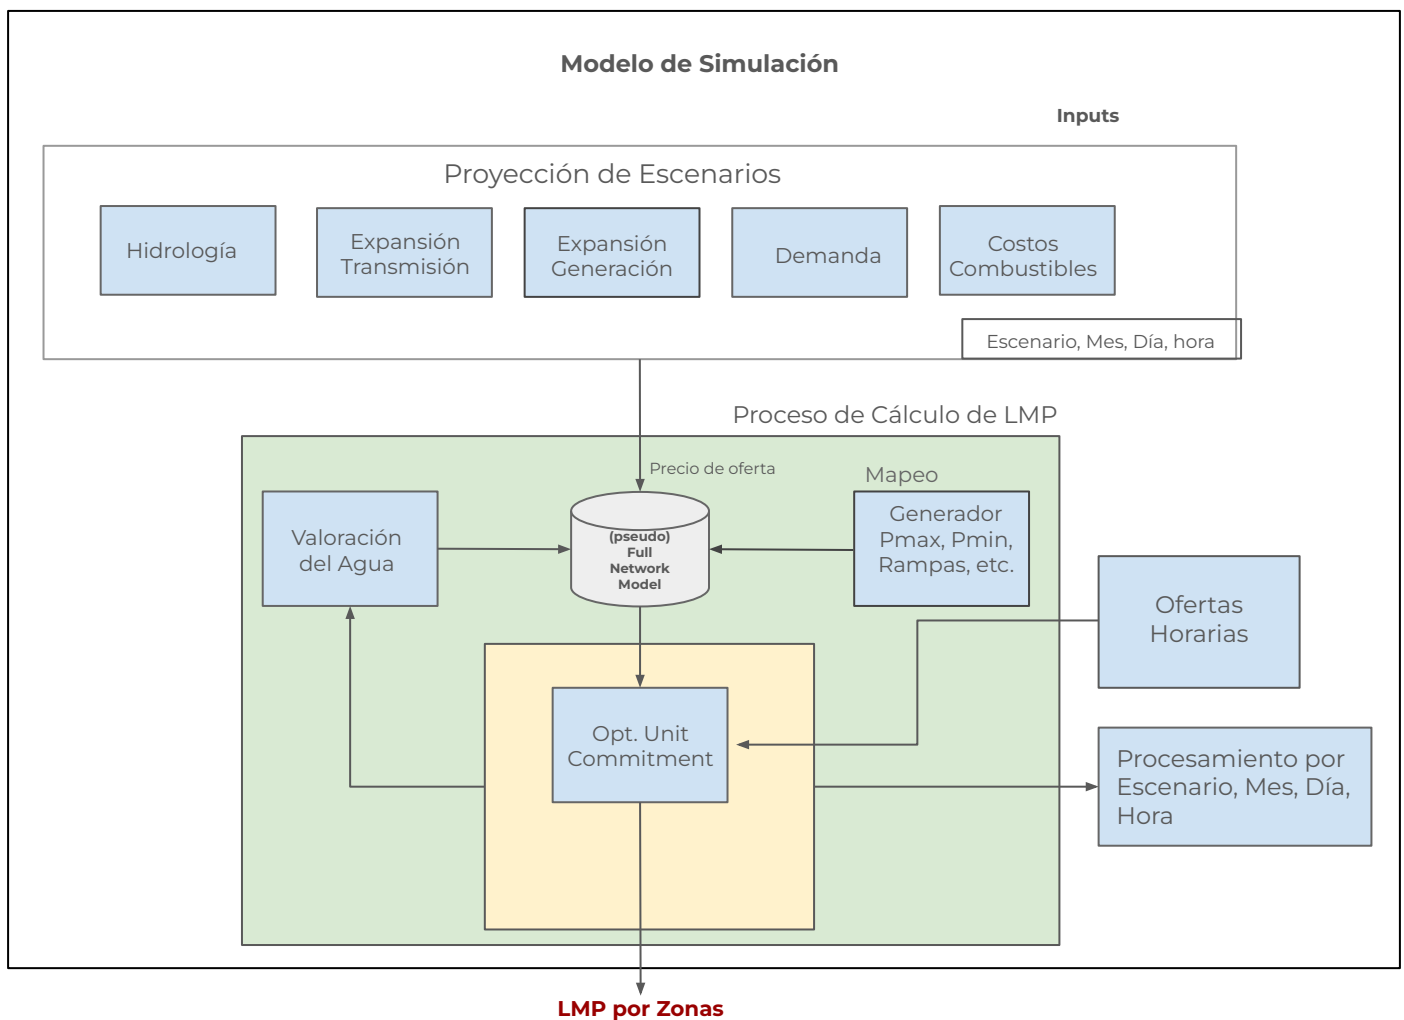 Modelo de Simulación
Inputs
Proyección de Escenarios
Hidrología
Expansión
Transmisión
Expansión
Generación
Demanda
Costos
Combustibles
Escenario, Mes, Día, hora
Proceso de Cálculo de LMP
Precio de oferta
Mapeo
Valoración
del Agua
(pseudo)
Full
Network
Model
Generador
Pmax, Pmin,
Rampas, etc.
Ofertas
Horarias
Opt. Unit
Commitment
Procesamiento por
Escenario, Mes, Día,
Hora
LMP por Zonas